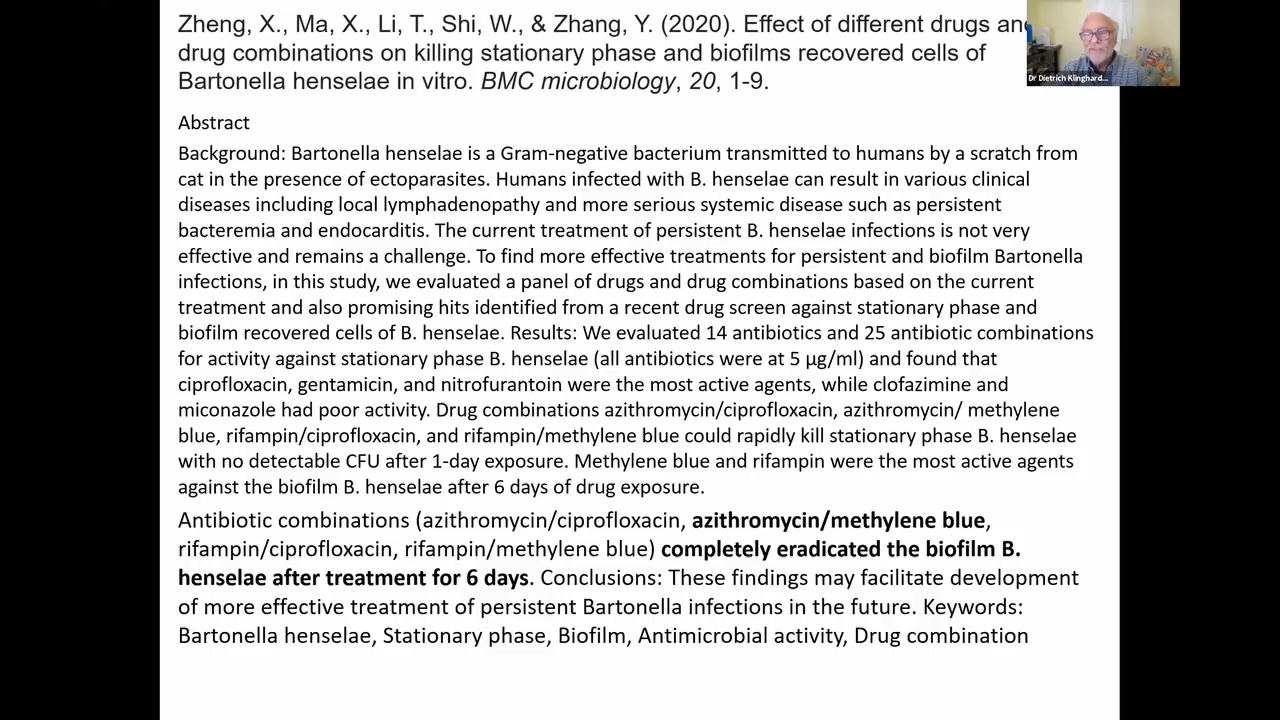 Zheng, X., Ma, X., Li, T., Shi, W., & Zhang, Y. (2020). Effect of different drugs and
drug combinations on killing stationary phase and biofilms recovered cells of
Bartonella henselae in vitro. BMC microbiology, 20, 1-9.
Dr Dietrich Klinghard...
Abstract
Background: Bartonella henselae is a Gram-negative bacterium transmitted to humans by a scratch from
cat in the presence of ectoparasites. Humans infected with B. henselae can result in various clinical
diseases including local lymphadenopathy and more serious systemic disease such as persistent
bacteremia and endocarditis. The current treatment of persistent B. henselae infections is not very
effective and remains a challenge. To find more effective treatments for persistent and biofilm Bartonella
infections, in this study, we evaluated a panel of drugs and drug combinations based on the current
treatment and also promising hits identified from a recent drug screen against stationary phase and
biofilm recovered cells of B. henselae. Results: We evaluated 14 antibiotics and 25 antibiotic combinations
for activity against stationary phase B. henselae (all antibiotics were at 5 µg/ml) and found that
ciprofloxacin, gentamicin, and nitrofurantoin were the most active agents, while clofazimine and
miconazole had poor activity. Drug combinations azithromycin/ciprofloxacin, azithromycin/ methylene
blue, rifampin/ciprofloxacin, and rifampin/methylene blue could rapidly kill stationary phase B. henselae
with no detectable CFU after 1-day exposure. Methylene blue and rifampin were the most active agents
against the biofilm B. henselae after 6 days of drug exposure.
Antibiotic combinations (azithromycin/ciprofloxacin, azithromycin/methylene blue,
rifampin/ciprofloxacin, rifampin/methylene blue) completely eradicated the biofilm B.
henselae after treatment for 6 days. Conclusions: These findings may facilitate development
of more effective treatment of persistent Bartonella infections in the future. Keywords:
Bartonella henselae, Stationary phase, Biofilm, Antimicrobial activity, Drug combination